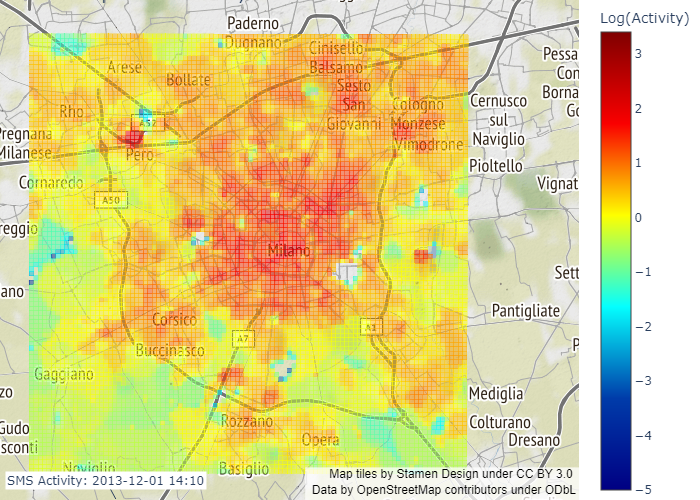 Log(Activity)
Paderno
Dugnano
Cinisello
Balsamo
Arese
Bollate
Sesto
San
Giovanni
Cologno
Monzese
Vimodrone
Rho
A52
Pero
Pregnana
Milanese
Cornaredo
A50
reggio
ano
Milano
Cernusco
sul
Naviglio
Pioltello
Pessa
Con
Borna
Go
Vignat
Sett
Pantigliate
P
Corsico
Buccinasco
A7
A1
Gaggiano
zo
Gudo
sconti
Rozzano
Opera
Mediglia
Colturano
Dresano
Noviglio
Basiglio
3
2
1
0
−1
−2
−3
−4
−5
SMS Activity: 2013-12-01 14:10
Map tiles by Stamen Design under CC BY 3.0
Data by OpenStreetMap contributors under ODbL